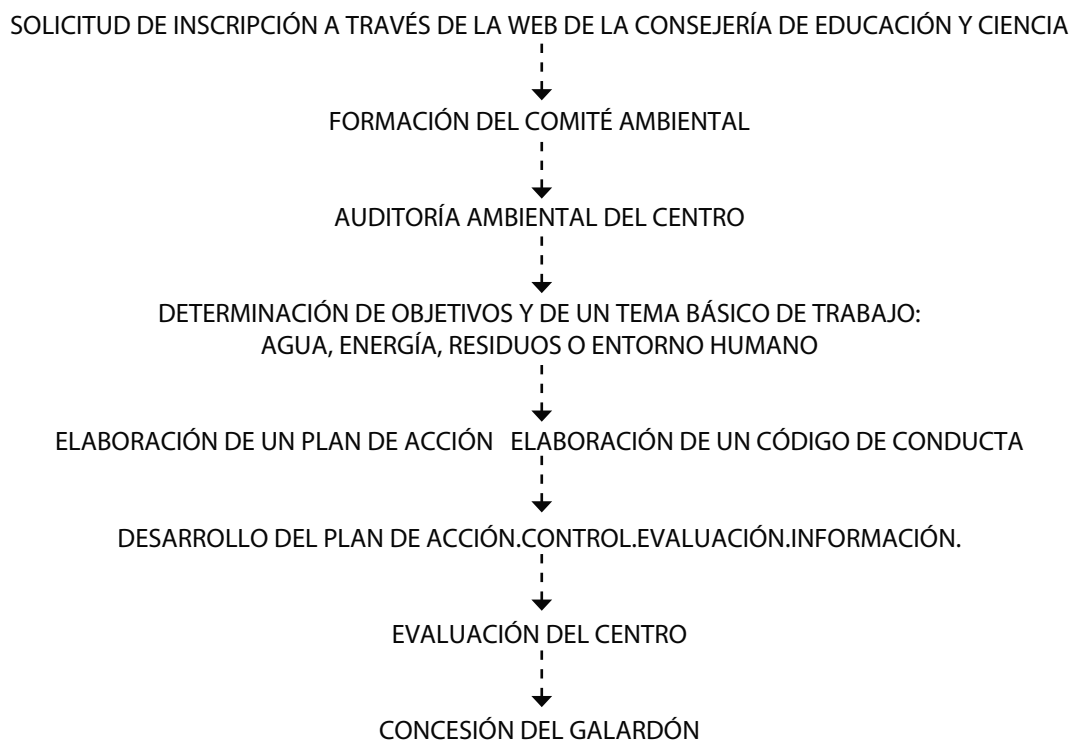 SOLICITUD DE INSCRIPCIÓN A TRAVÉS DE LA WEB DE LA CONSEJERÍA DE EDUCACIÓN Y CIENCIA
FORMACIÓN DEL COMITÉ AMBIENTAL
AUDITORÍA AMBIENTAL DEL CENTRO
DETERMINACIÓN DE OBJETIVOS Y DE UN TEMA BÁSICO DE TRABAJO:
AGUA, ENERGÍA, RESIDUOS O ENTORNO HUMANO
ELABORACIÓN DE UN PLAN DE ACCIÓN   ELABORACIÓN DE UN CÓDIGO DE CONDUCTA
DESARROLLO DEL PLAN DE ACCIÓN.CONTROL.EVALUACIÓN.INFORMACIÓN.
EVALUACIÓN DEL CENTRO
CONCESIÓN DEL GALARDÓN